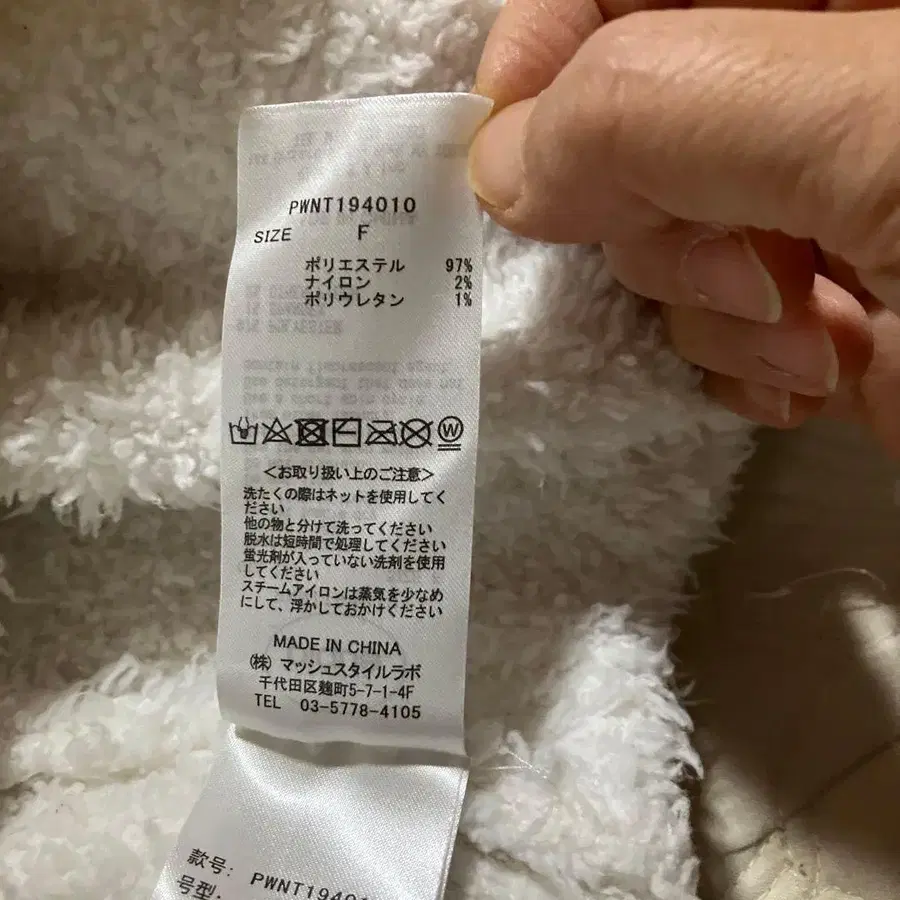 PWNT194010
SIZE F
ポリエステル 97%
ナイロン 2%
ポリウレタン 1%
W
<お取り扱い上のご注意>
洗たくの際はネットを使用してく
ださい
他の物と分けて洗ってください
脱水は短時間で処理してください
蛍光剤が入っていない洗剤を使用
してください
スチームアイロンは蒸気を少なめ
にして、浮かしておかけください
MADE IN CHINA
(株) マッシュスタイルラボ
千代田区麹町5-7-1-4F
TEL 03-5778-4105
款号: PWNT1940
号型: